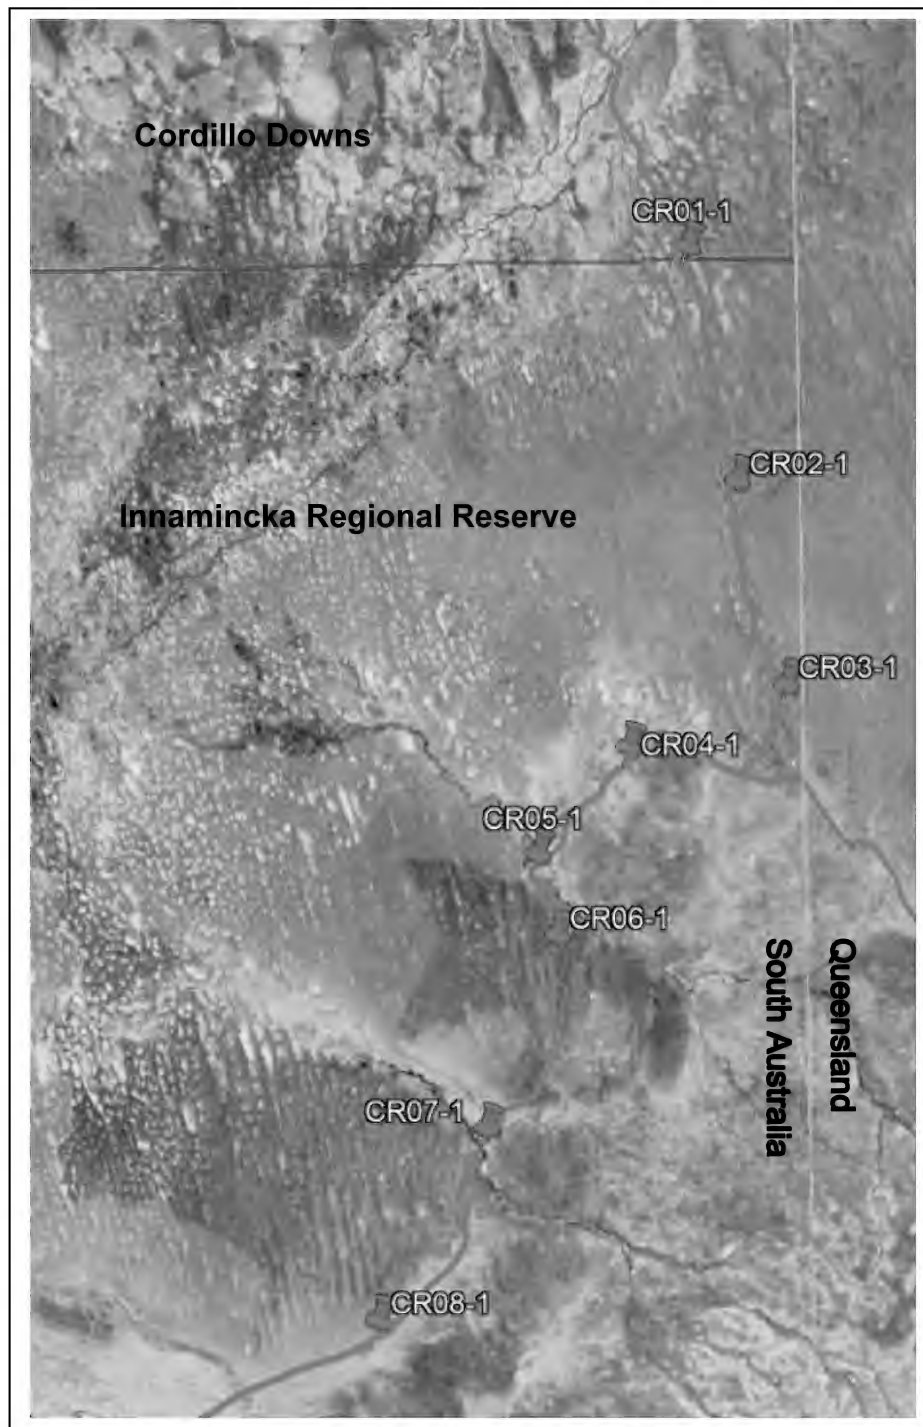 Cordillo Downs
CR01-1
CR02-1
Innamincka Regional Reserve
CR03-1
CR04-1
CR05-1
CR06-1
Queensland
South Australia
CR07-1
CR08-1